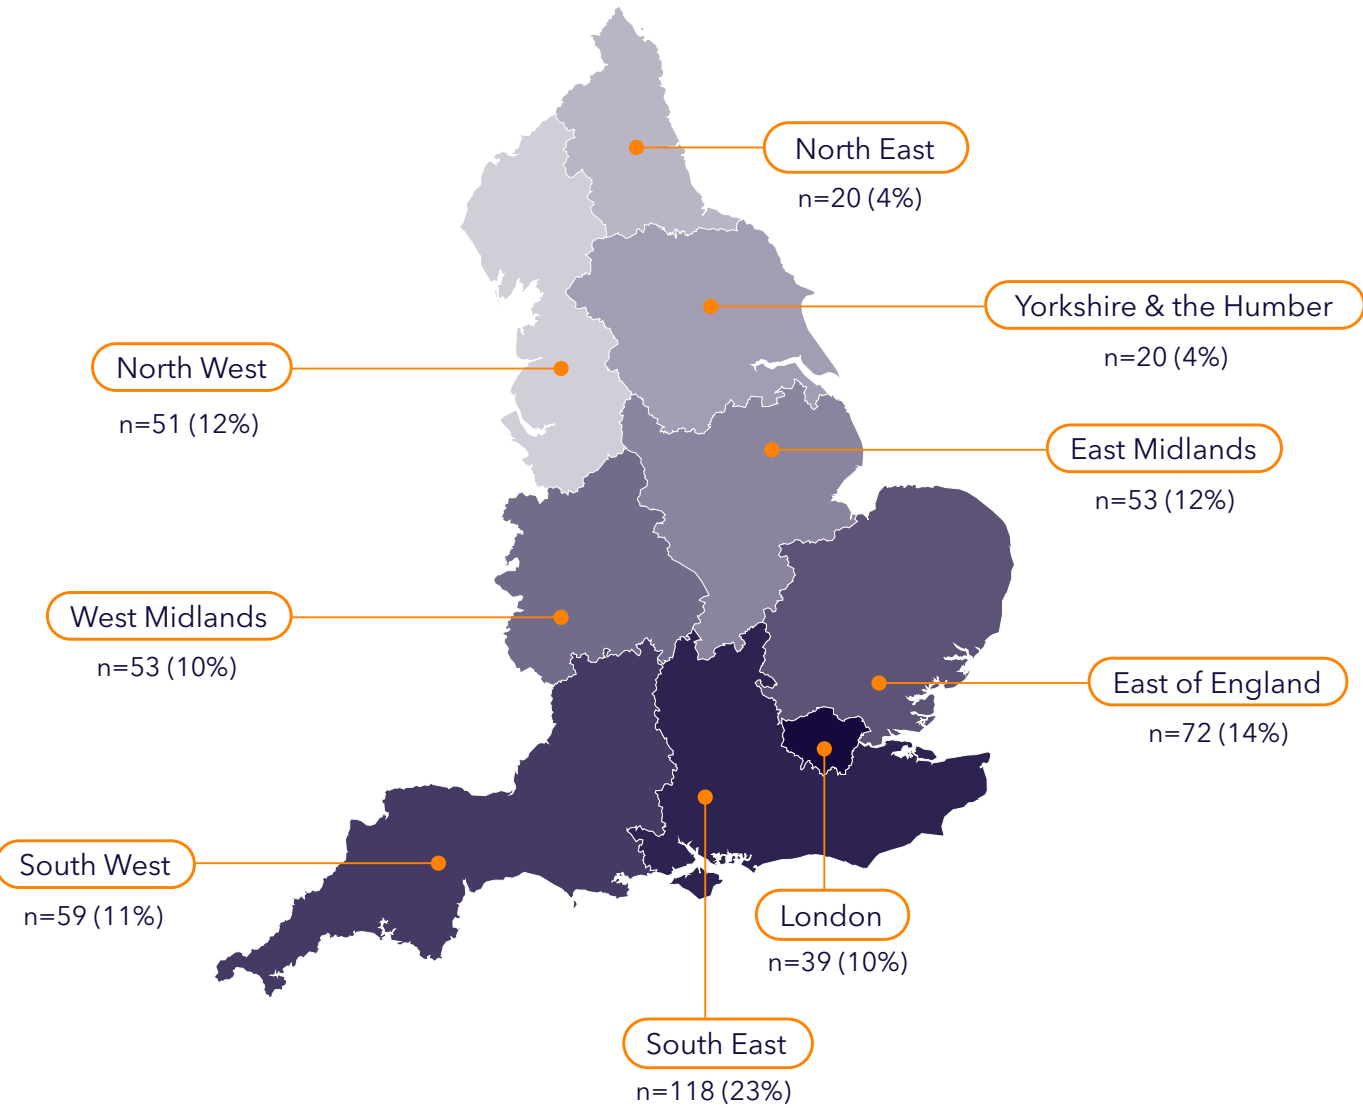 North East
n=20 (4%)
Yorkshire & the Humber
n=20 (4%)
North West
n=51 (12%)
East Midlands
n=53 (12%)
West Midlands
n=53 (10%)
East of England
n=72 (14%)
South West
n=59 (11%)
London
n=39 (10%)
South East
n=118 (23%)